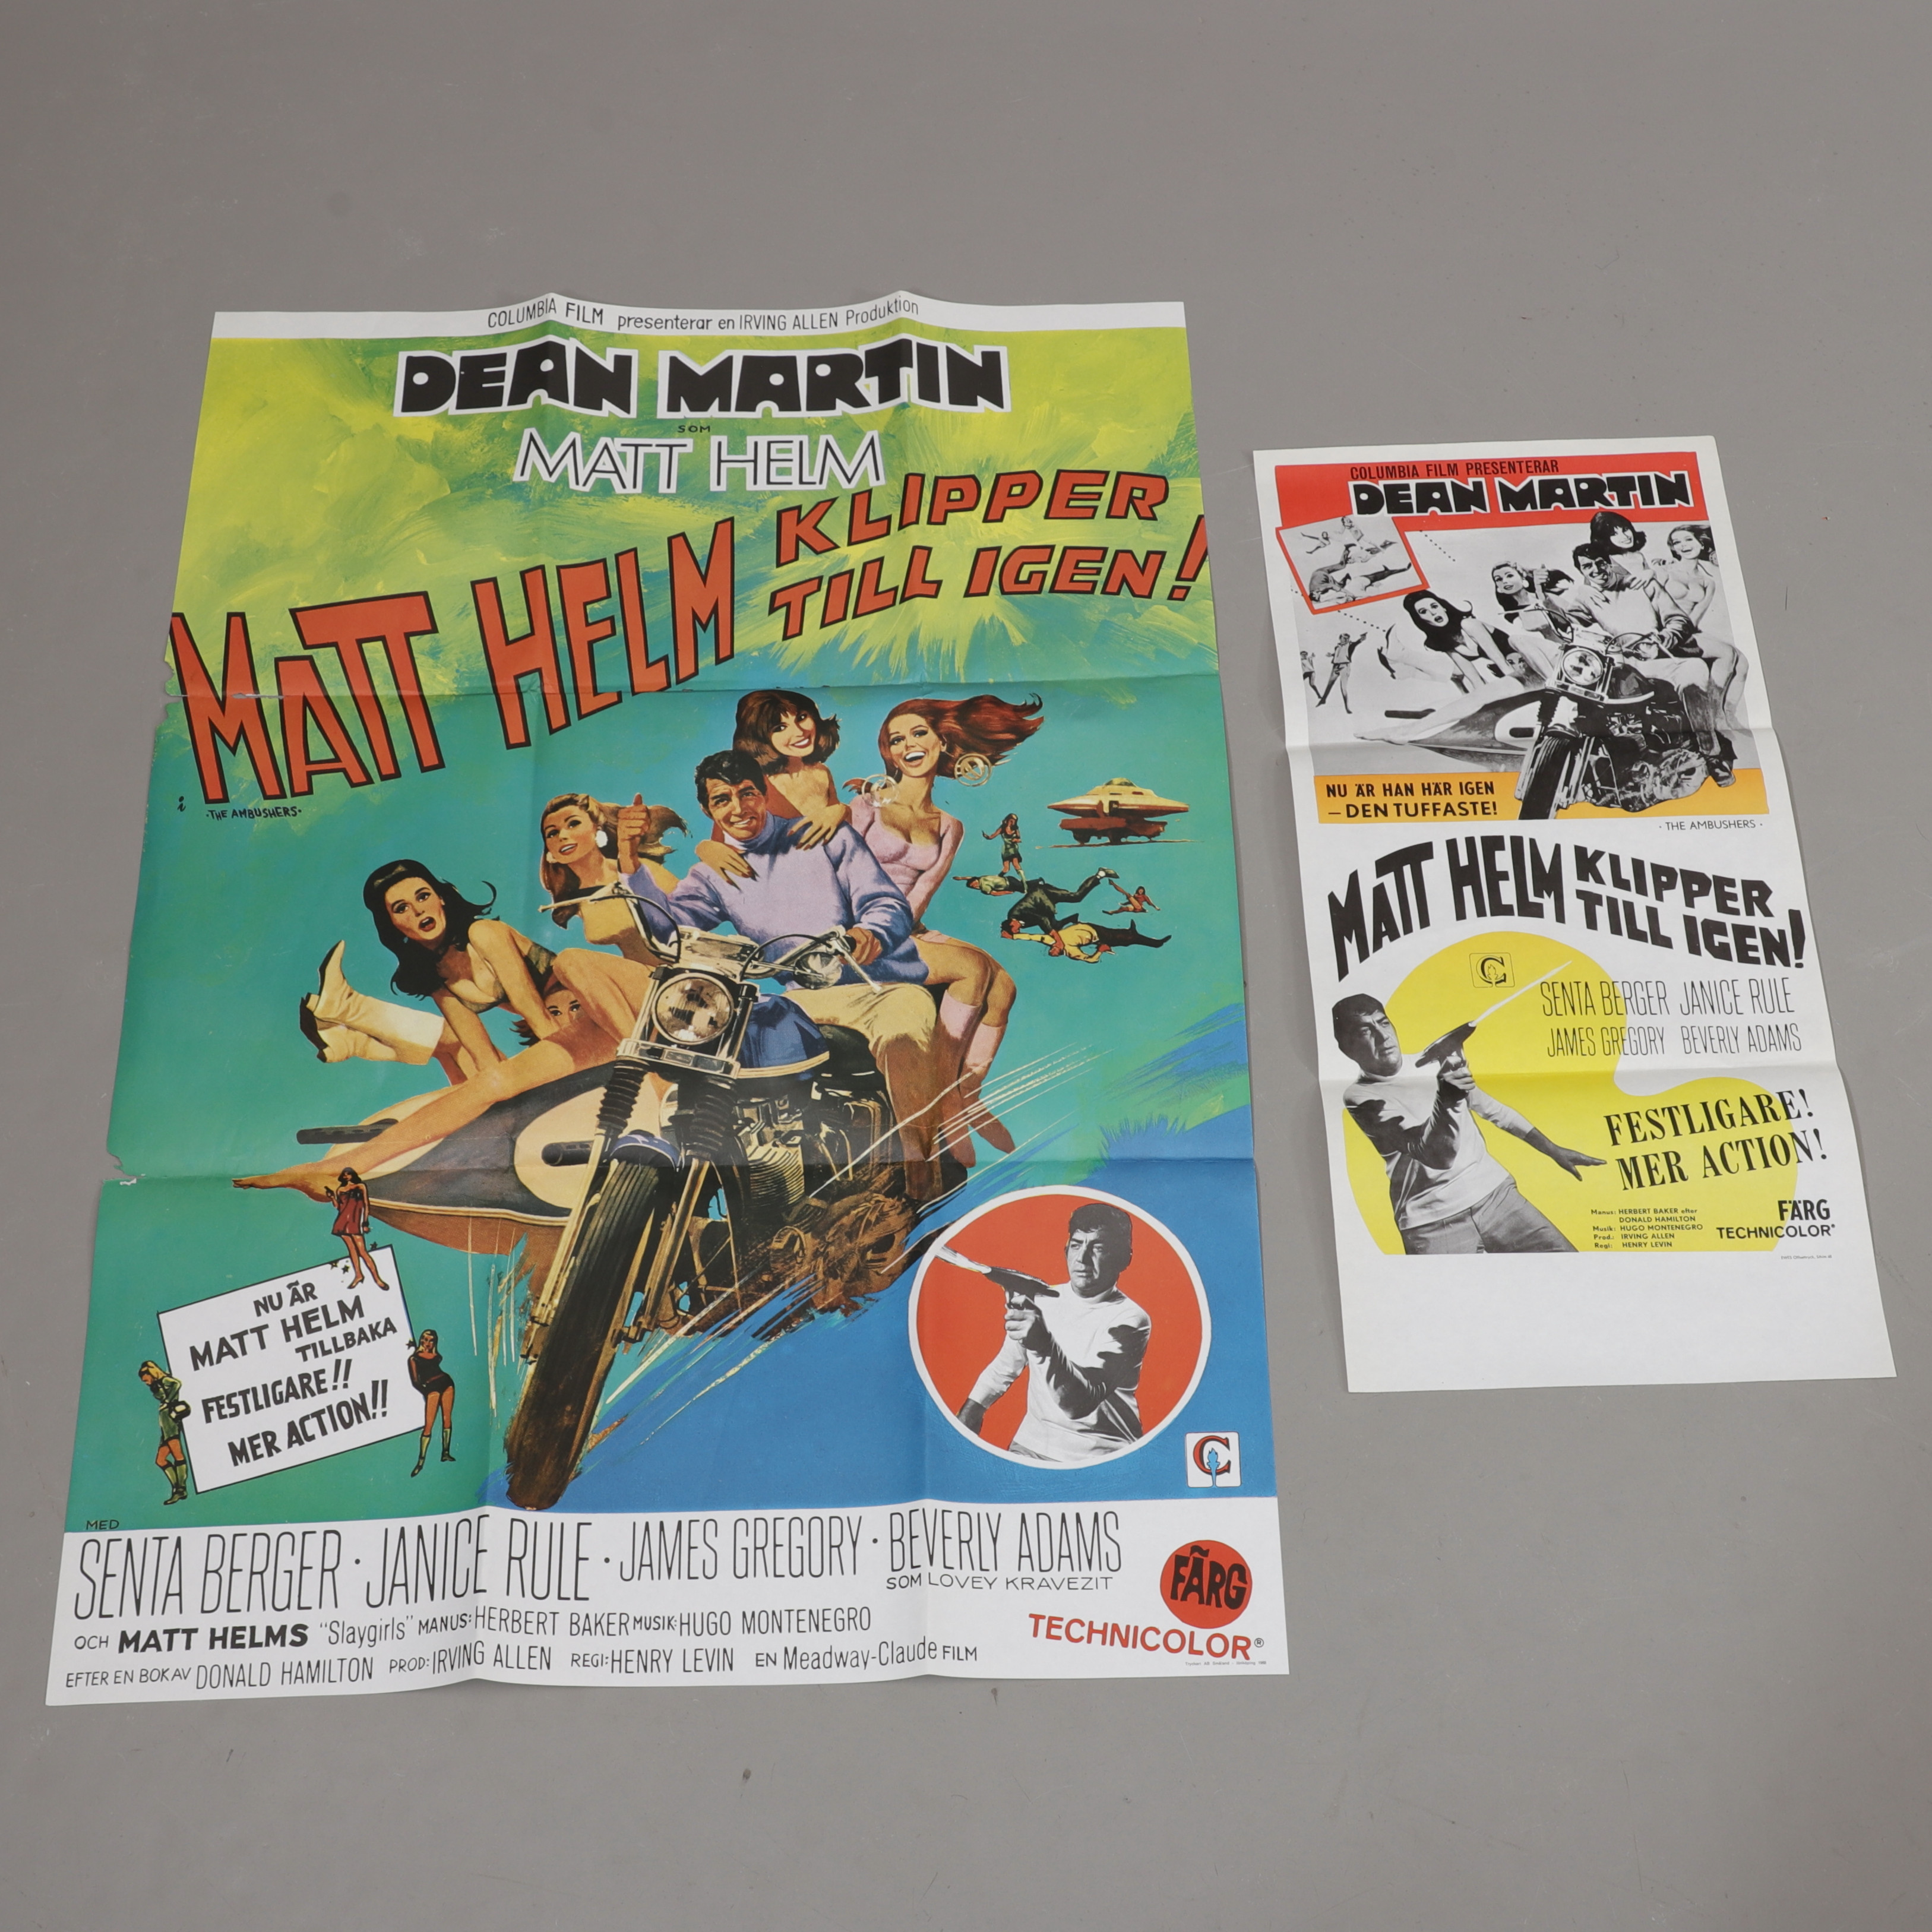 COLUMBIA FILM presenterar en IRVING ALLEN Produktion
DEAN MARTIN
SOM
MATT HELM
i MATT HELM KLIPPER
TILL IGEN!
·THE AMBUSHERS·
NU ÄR
MATT HELM
TILLBAKA
FESTLIGARE!!
MER ACTION!!
C
MED
SENTA BERGER · JANICE RULE · JAMES GREGORY · BEVERLY ADAMS
SOM LOVEY KRAVEZIT
OCH MATT HELMS "Slaygirls" MANUS: HERBERT BAKER MUSIK: HUGO MONTENEGRO
EFTER EN BOK AV DONALD HAMILTON PROD: IRVING ALLEN REGI: HENRY LEVIN EN Meadway-Claude FILM
FÄRG
TECHNICOLOR®
COLUMBIA FILM PRESENTERAR
DEAN MARTIN
NU ÄR HAN HÄR IGEN
– DEN TUFFASTE!
· THE AMBUSHERS ·
MATT HELM KLIPPER
TILL IGEN!
C
SENTA BERGER JANICE RULE
JAMES GREGORY BEVERLY ADAMS
FESTLIGARE!
MER ACTION!
Manus: HERBERT BAKER efter
DONALD HAMILTON
Musik: HUGO MONTENEGRO
Prod.: IRVING ALLEN
Regi: HENRY LEVIN
FÄRG
TECHNICOLOR®